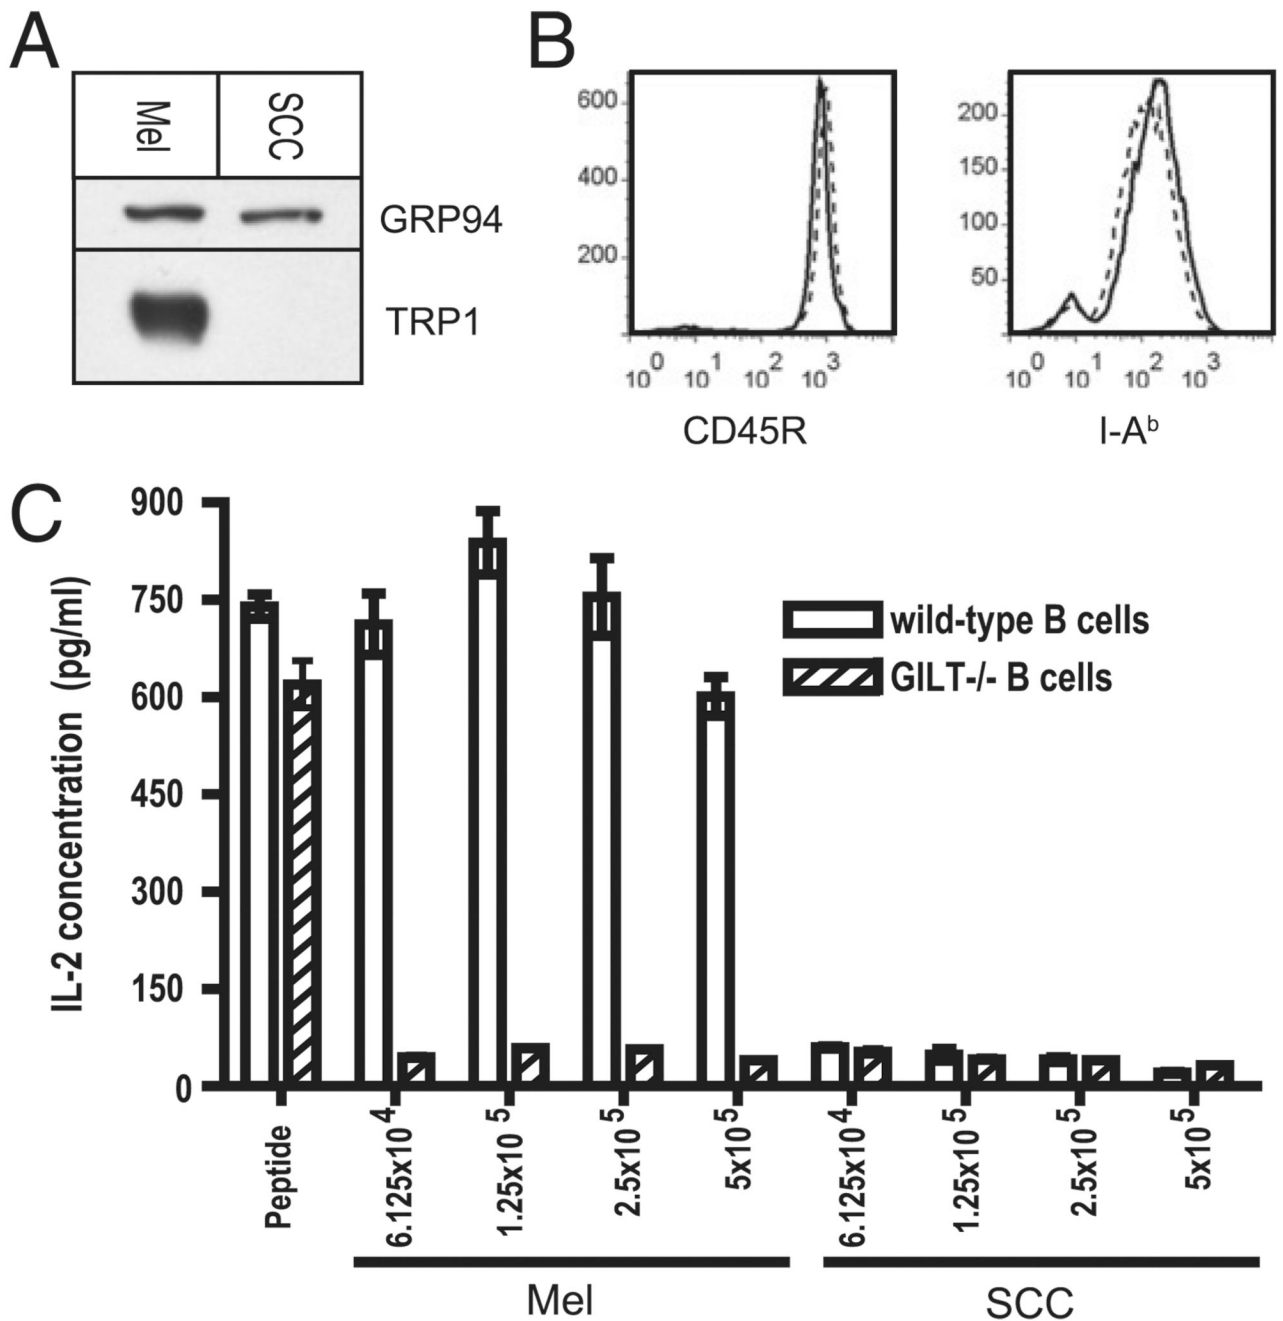 A
Mel
SCC
GRP94
TRP1
B
600
400
200
10^0 10^1 10^2 10^3
CD45R
200
150
100
50
10^0 10^1 10^2 10^3
I-A^b
C
IL-2 concentration (pg/ml)
900
750
600
450
300
150
0
wild-type B cells
GILT-/- B cells
Peptide
6.125x10^4
1.25x10^5
2.5x10^5
5x10^5
6.125x10^4
1.25x10^5
2.5x10^5
5x10^5
Mel
SCC